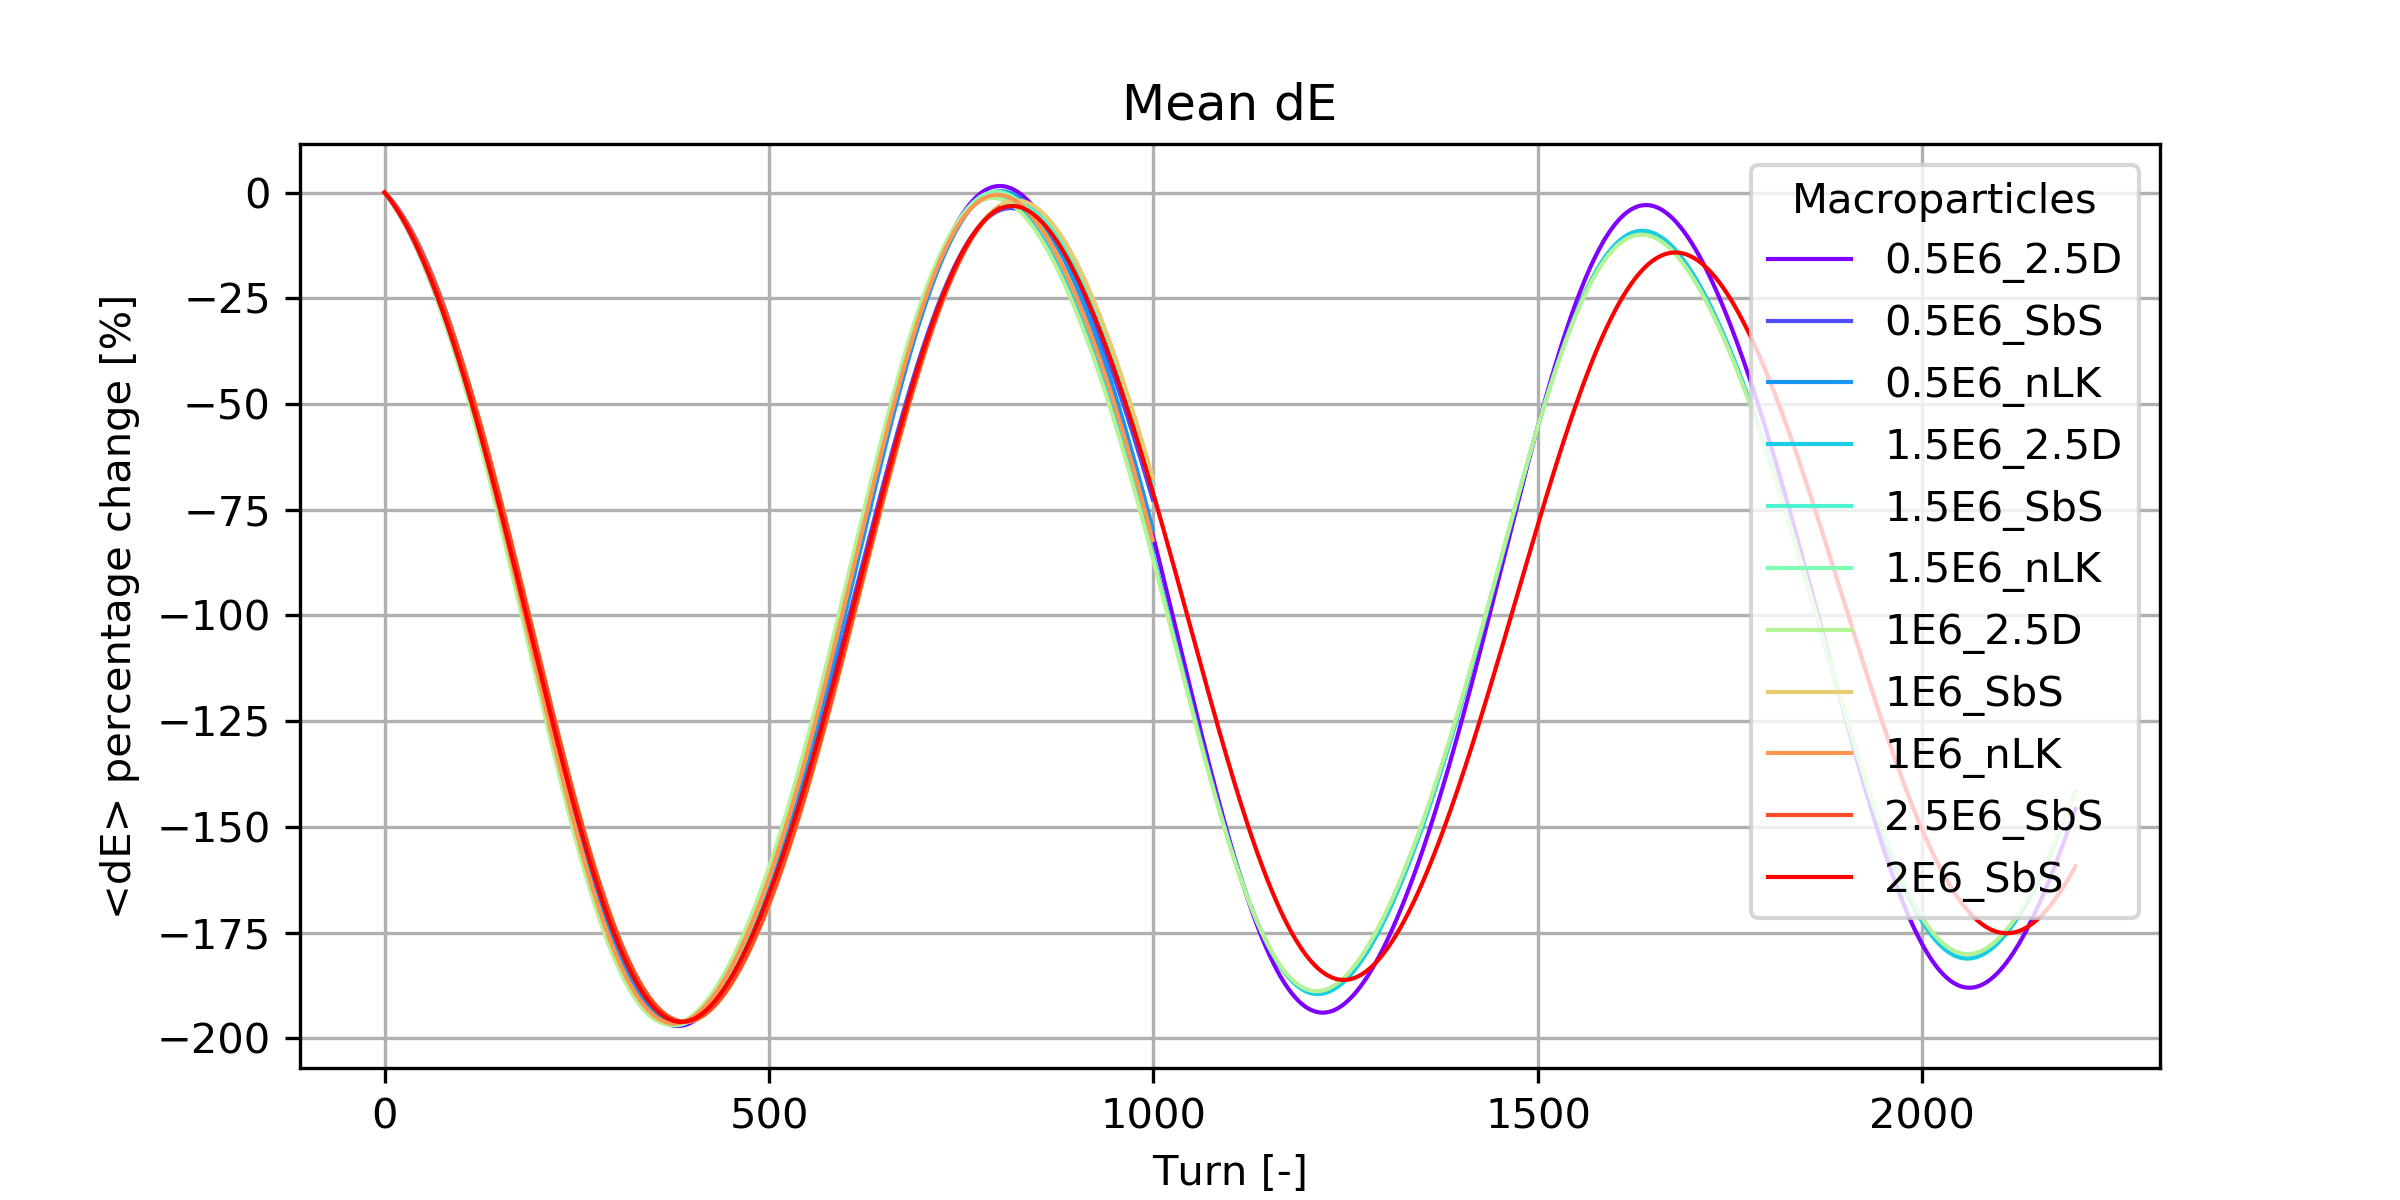 Mean dE
<dE> percentage change [%]
0
−25
−50
−75
−100
−125
−150
−175
−200
Macroparticles
0.5E6_2.5D
0.5E6_SbS
0.5E6_nLK
1.5E6_2.5D
1.5E6_SbS
1.5E6_nLK
1E6_2.5D
1E6_SbS
1E6_nLK
2.5E6_SbS
2E6_SbS
0 500 1000 1500 2000
Turn [-]